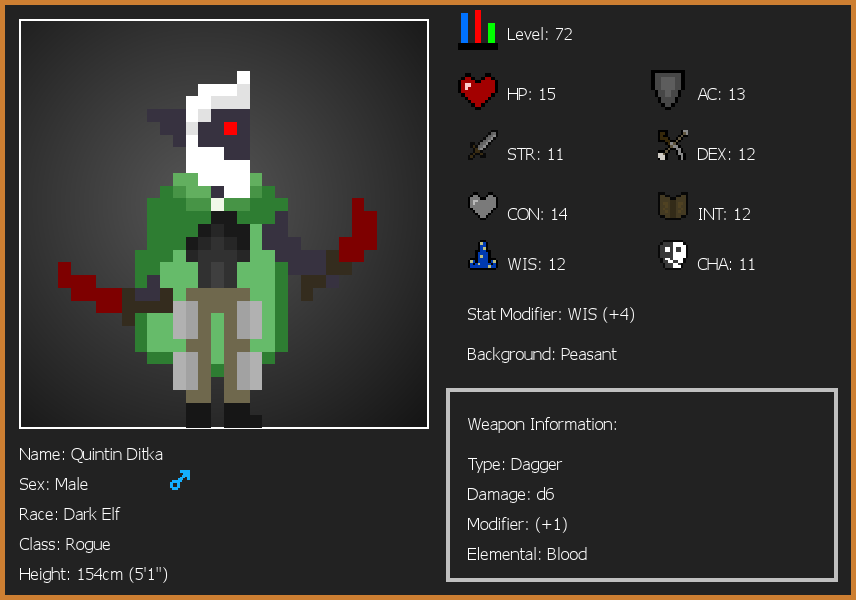 Level: 72
HP: 15
AC: 13
STR: 11
DEX: 12
CON: 14
INT: 12
WIS: 12
CHA: 11
Stat Modifier: WIS (+4)
Background: Peasant
Weapon Information:
Type: Dagger
Damage: d6
Modifier: (+1)
Elemental: Blood
Name: Quintin Ditka
Sex: Male
Race: Dark Elf
Class: Rogue
Height: 154cm (5'1")